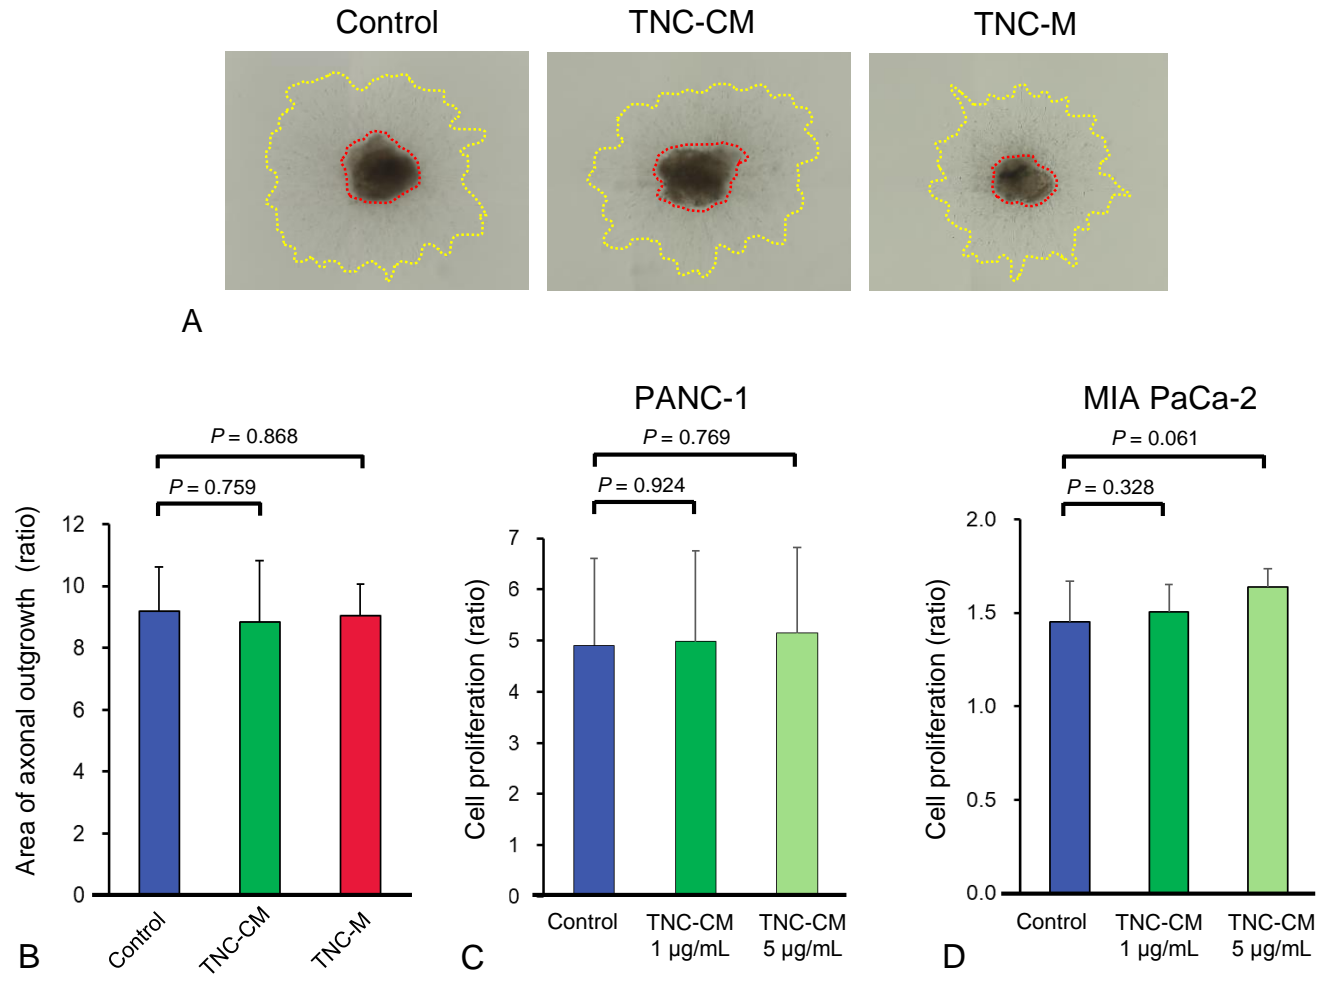 Control
TNC-CM
TNC-M
A
P = 0.868
P = 0.759
Area of axonal outgrowth (ratio)
12
10
8
6
4
2
0
Control
TNC-CM
TNC-M
B
PANC-1
P = 0.769
P = 0.924
Cell proliferation (ratio)
7
6
5
4
3
2
1
0
Control
TNC-CM
1 µg/mL
TNC-CM
5 µg/mL
C
MIA PaCa-2
P = 0.061
P = 0.328
Cell proliferation (ratio)
2.0
1.5
1.0
0.5
0.0
Control
TNC-CM
1 µg/mL
TNC-CM
5 µg/mL
D